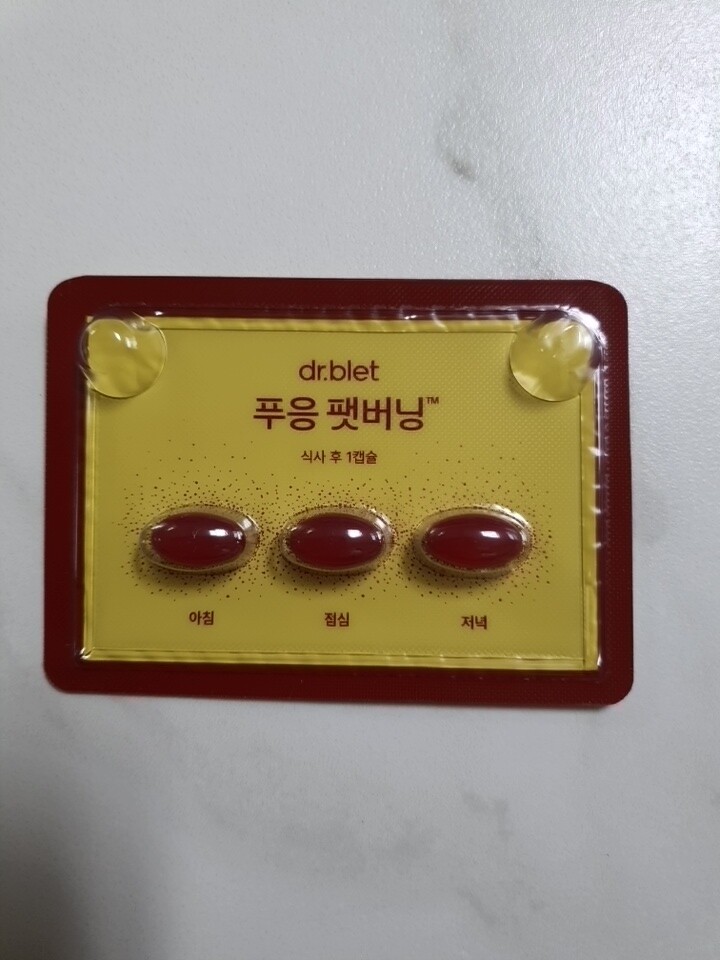 dr.blet
푸응 팻버닝™
식사 후 1캡슐
아침 점심 저녁